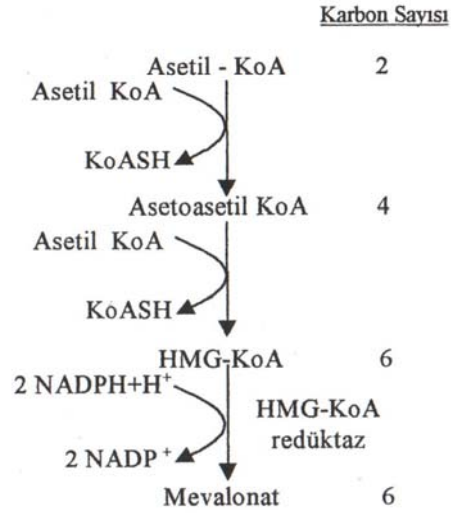 Karbon Sayısı
Asetil - KoA 2
Asetil KoA
KoASH
Asetoasetil KoA 4
Asetil KoA
KoASH
HMG-KoA 6
2 NADPH+H⁺
HMG-KoA
redüktaz
2 NADP⁺
Mevalonat 6